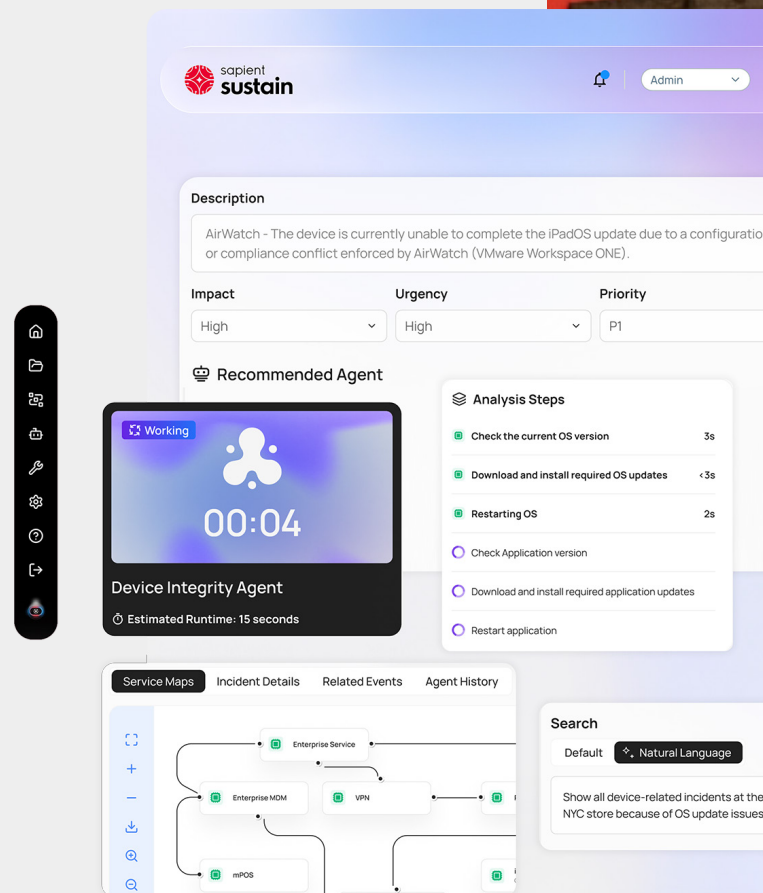 sapient
sustain
Admin
Description
AirWatch - The device is currently unable to complete the iPadOS update due to a
or compliance conflict enforced by AirWatch (VMware Workspace ONE).
Impact
Urgency
Priority
High
High
P1
Recommended Agent
Working
00:04
Device Integrity Agent
Estimated Runtime: 15 seconds
Analysis Steps
Check the current OS version 3s
Download and install required OS updates <3s
Restarting OS 2s
Check Application version
Download and install required application updates
Restart application
Service Maps
Incident Details
Related Events
Agent History
Enterprise Service
Enterprise MDM
VPN
mPOS
Search
Default
Natural Language
Show all device-related incidents at the
NYC store because of OS update issues